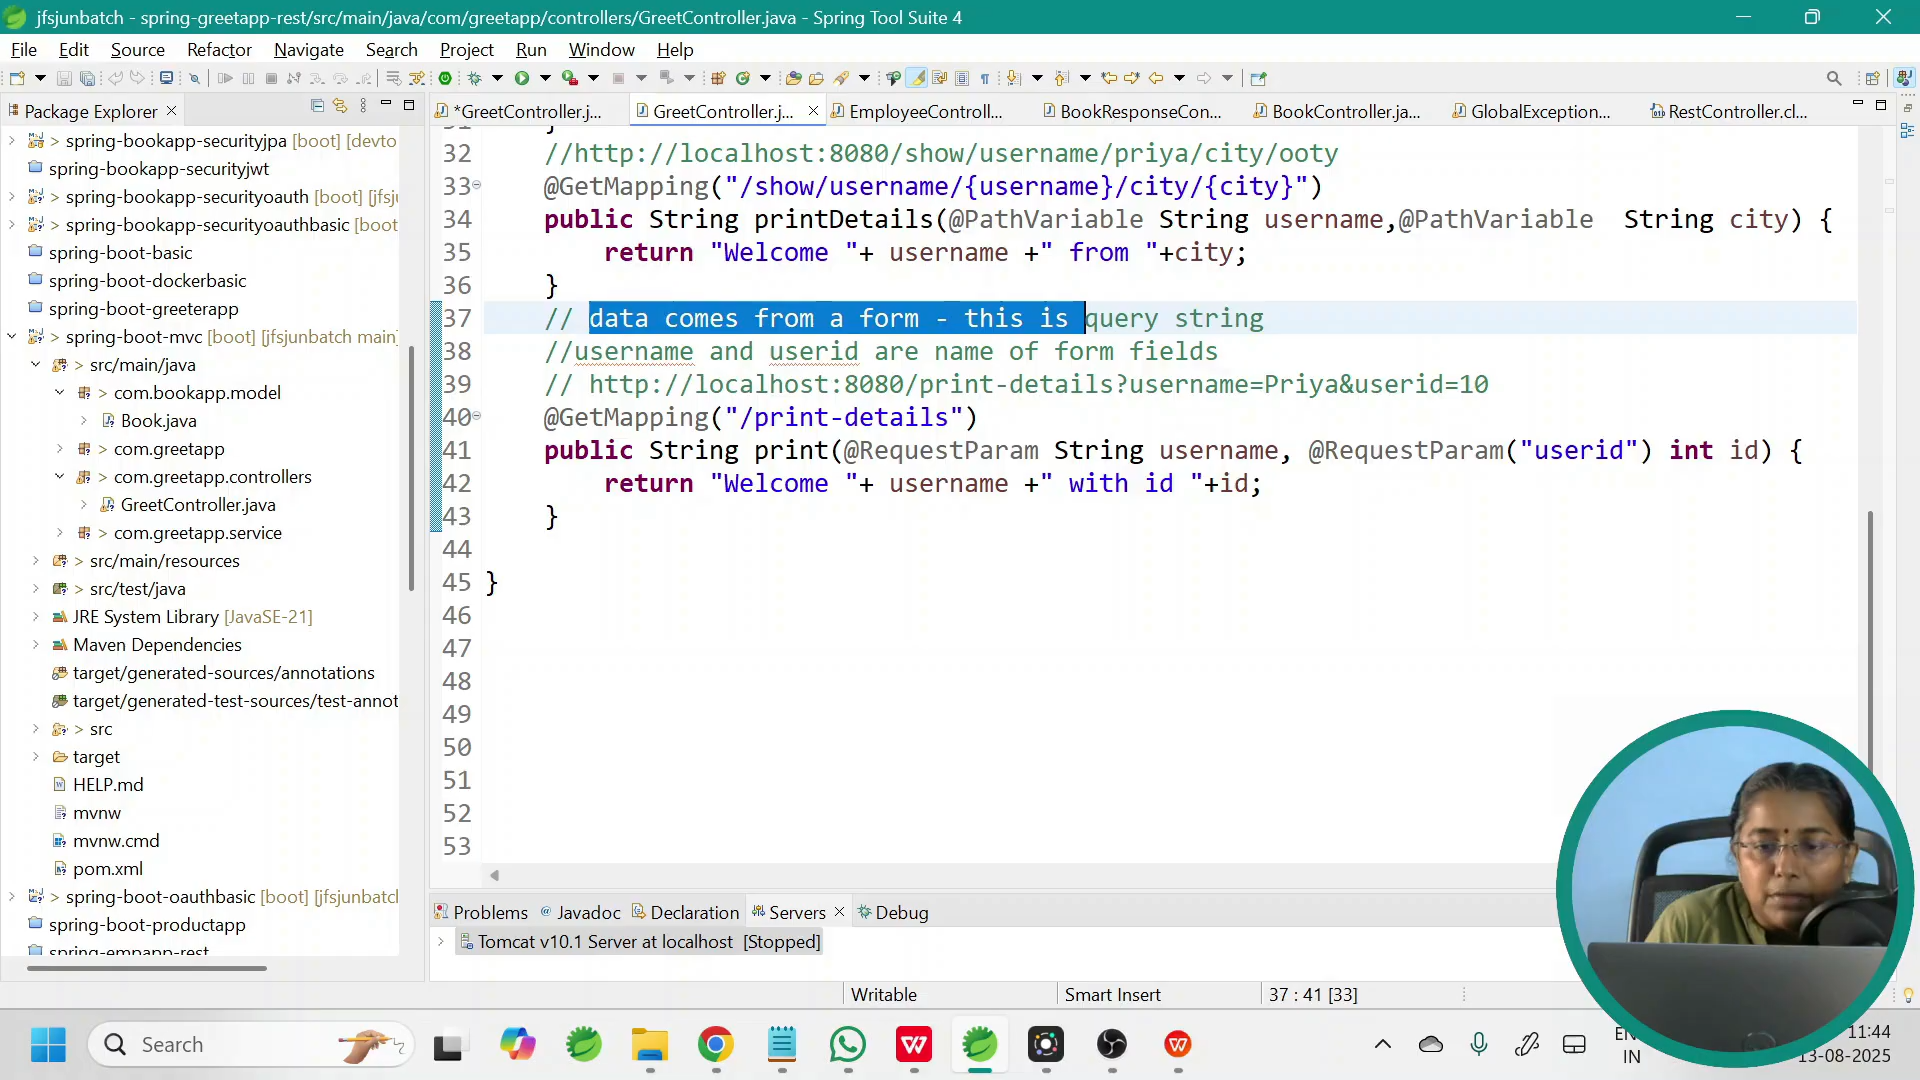 jfsjunbatch - spring-greetapp-rest/src/main/java/com/greetapp/controllers/GreetController.java - Spring Tool Suite 4
File Edit Source Refactor Navigate Search Project Run Window Help
Package Explorer
*GreetController.j...
GreetController.j...
EmployeeControll...
BookResponseCon...
BookController.ja...
GlobalException...
RestController.cl...
> spring-bookapp-securityjpa [boot] [devto
spring-bookapp-securityjwt
> spring-bookapp-securityoauth [boot] [jfsj
> spring-bookapp-securityoauthbasic [boot
spring-boot-basic
spring-boot-dockerbasic
spring-boot-greeterapp
> spring-boot-mvc [boot] [jfsjunbatch main]
> src/main/java
> com.bookapp.model
> Book.java
> com.greetapp
> com.greetapp.controllers
> GreetController.java
> com.greetapp.service
> src/main/resources
> src/test/java
JRE System Library [JavaSE-21]
Maven Dependencies
target/generated-sources/annotations
target/generated-test-sources/test-annot
> src
target
HELP.md
mvnw
mvnw.cmd
pom.xml
> spring-boot-oauthbasic [boot] [jfsjunbatch
spring-boot-productapp
spring-empapp-rest
32 //http://localhost:8080/show/username/priya/city/ooty
33 @GetMapping("/show/username/{username}/city/{city}")
34 public String printDetails(@PathVariable String username,@PathVariable  String city) {
35 return "Welcome "+ username +" from "+city;
36 }
37 // data comes from a form - this is query string
38 //username and userid are name of form fields
39 // http://localhost:8080/print-details?username=Priya&userid=10
40 @GetMapping("/print-details")
41 public String print(@RequestParam String username, @RequestParam("userid") int id) {
42 return "Welcome "+ username +" with id "+id;
43 }
44
45 }
46
47
48
49
50
51
52
53
Problems Javadoc Declaration Servers Debug
Tomcat v10.1 Server at localhost [Stopped]
Writable Smart Insert 37 : 41 [33]
Search
IN
11:44
13-08-2025